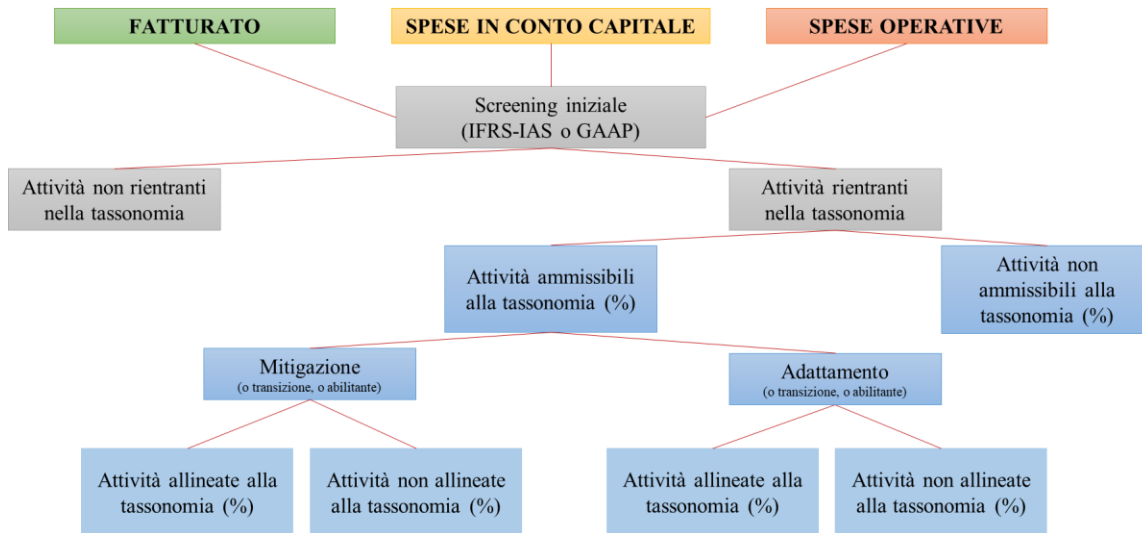 FATTURATO
SPESE IN CONTO CAPITALE
SPESE OPERATIVE
Screening iniziale
(IFRS-IAS o GAAP)
Attività non rientranti
nella tassonomia
Attività rientranti
nella tassonomia
Attività ammissibili
alla tassonomia (%)
Attività non
ammissibili alla
tassonomia (%)
Mitigazione
(o transizione, o abilitante)
Adattamento
(o transizione, o abilitante)
Attività allineate alla
tassonomia (%)
Attività non allineate
alla tassonomia (%)
Attività allineate alla
tassonomia (%)
Attività non allineate
alla tassonomia (%)